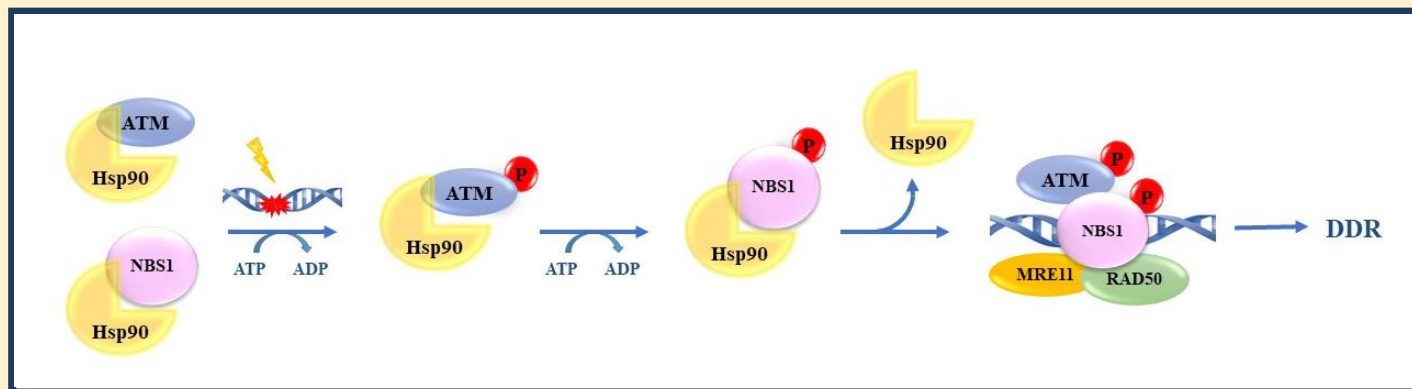 ATM
Hsp90
NBS1
Hsp90
ATP ADP
ATM P
Hsp90
ATP ADP
P
NBS1
Hsp90
Hsp90
P
ATM
P
NBS1
MRE11 RAD50
DDR